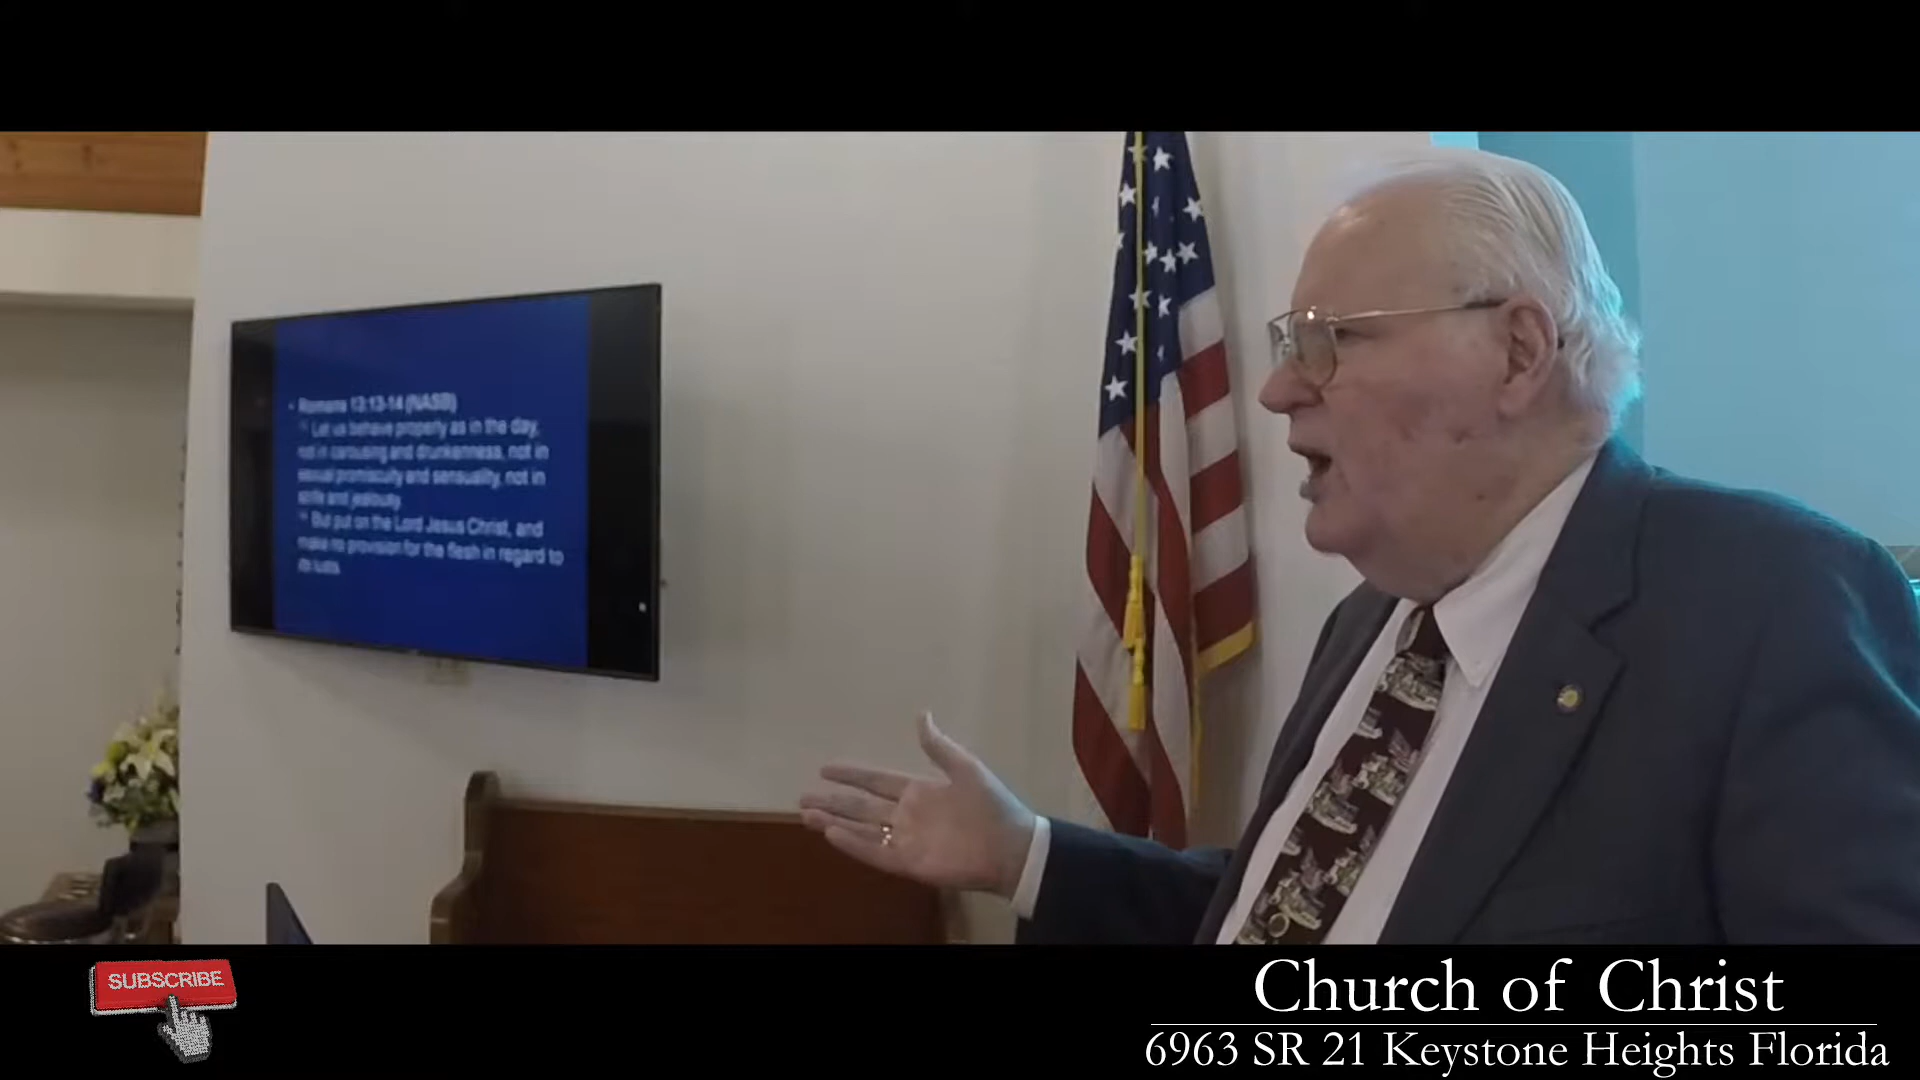 • Romans 13:13-14 (NASB)
13 Let us behave properly as in the day,
not in carousing and drunkenness, not in
sexual promiscuity and sensuality, not in
strife and jealousy.
14 But put on the Lord Jesus Christ, and
make no provision for the flesh in regard to
its lusts.
SUBSCRIBE
Church of Christ
6963 SR 21 Keystone Heights Florida